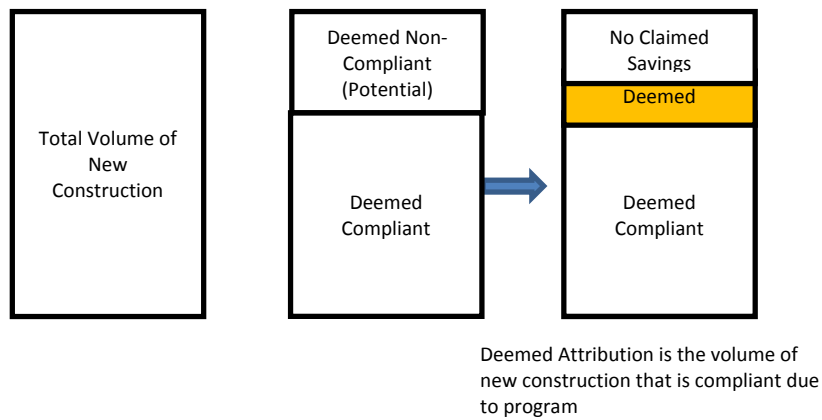 Total Volume of
New
Construction
Deemed Non-
Compliant
(Potential)
Deemed
Compliant
No Claimed
Savings
Deemed
Deemed
Compliant
Deemed Attribution is the volume of
new construction that is compliant due
to program